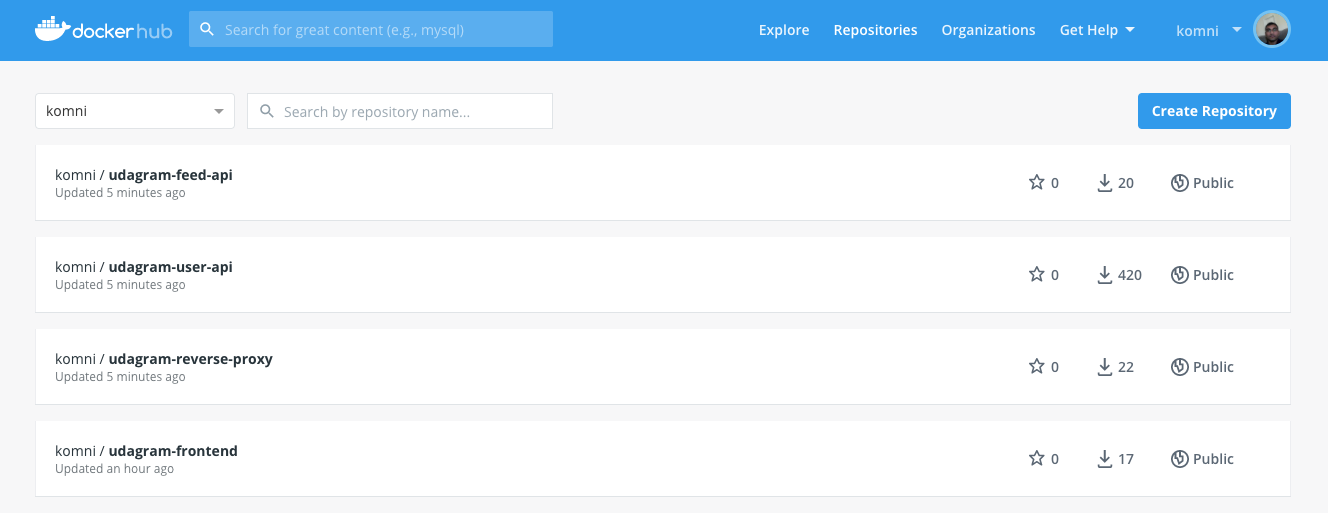 docker hub Search for great content (e.g., mysql) Explore Repositories Organizations Get Help komni
komni Search by repository name... Create Repository
komni / udagram-feed-api 0 20 Public
Updated 5 minutes ago
komni / udagram-user-api 0 420 Public
Updated 5 minutes ago
komni / udagram-reverse-proxy 0 22 Public
Updated 5 minutes ago
komni / udagram-frontend 0 17 Public
Updated an hour ago